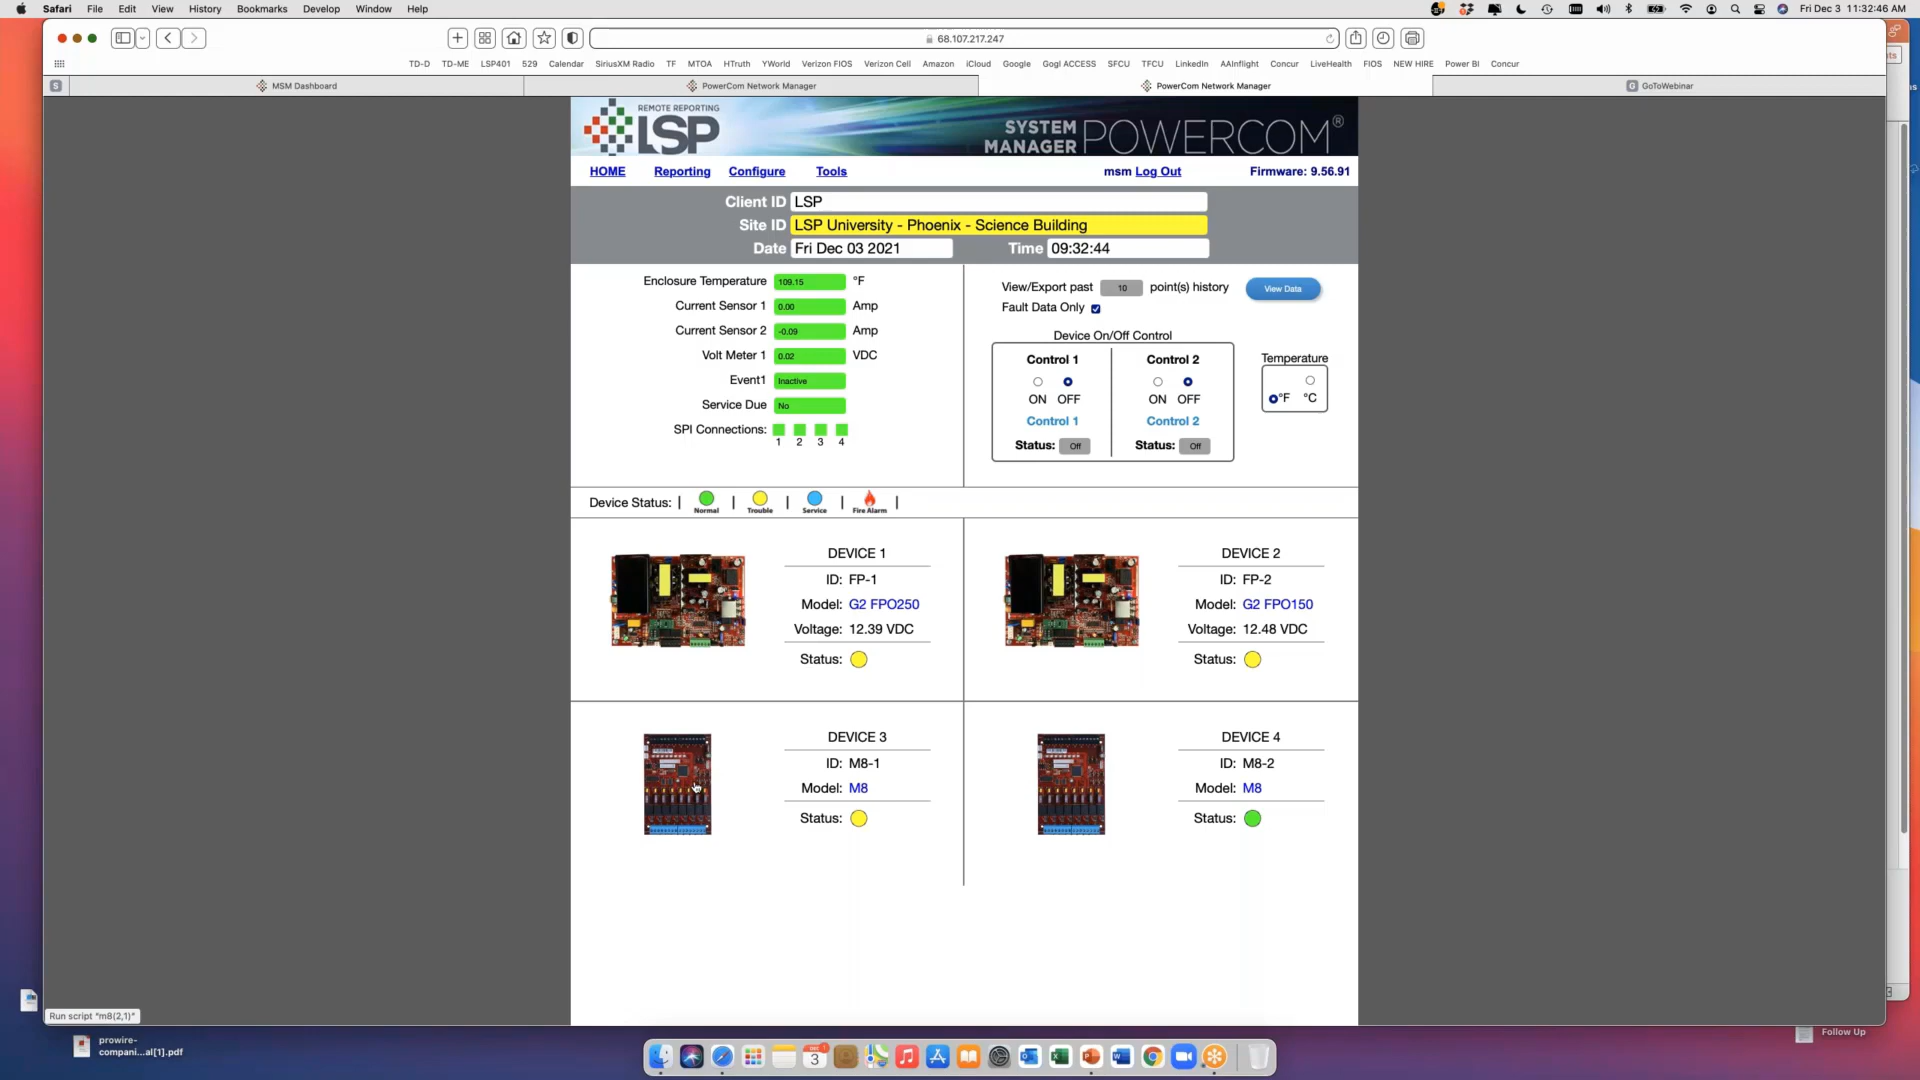 Safari File Edit View History Bookmarks Develop Window Help
Fri Dec 3 11:32:46 AM
68.107.217.247
TD-D TD-ME LSP401 529 Calendar SiriusXM Radio TF MTOA HTruth YWorld Verizon FIOS Verizon Cell Amazon iCloud Google Gogl ACCESS SFCU TFCU LinkedIn AAInflight Concur LiveHealth FIOS NEW HIRE Power BI Concur
S MSM Dashboard PowerCom Network Manager PowerCom Network Manager G GoToWebinar
REMOTE REPORTING
LSP
SYSTEM
MANAGER POWERCOM®
HOME Reporting Configure Tools msm Log Out Firmware: 9.56.91
Client ID LSP
Site ID LSP University - Phoenix - Science Building
Date Fri Dec 03 2021 Time 09:32:44
Enclosure Temperature 109.15 °F
Current Sensor 1 0.00 Amp
Current Sensor 2 -0.09 Amp
Volt Meter 1 0.02 VDC
Event1 Inactive
Service Due No
SPI Connections:
1 2 3 4
View/Export past 10 point(s) history View Data
Fault Data Only
Device On/Off Control
Control 1 Control 2
ON OFF ON OFF
Control 1 Control 2
Status: Off Status: Off
Temperature
°F °C
Device Status: | Normal | Trouble | Service | Fire Alarm |
DEVICE 1
ID: FP-1
Model: G2 FPO250
Voltage: 12.39 VDC
Status:
DEVICE 2
ID: FP-2
Model: G2 FPO150
Voltage: 12.48 VDC
Status:
DEVICE 3
ID: M8-1
Model: M8
Status:
DEVICE 4
ID: M8-2
Model: M8
Status:
Run script "m8(2,1)"
prowire-
compani...al[1].pdf
Follow Up
DEC
3